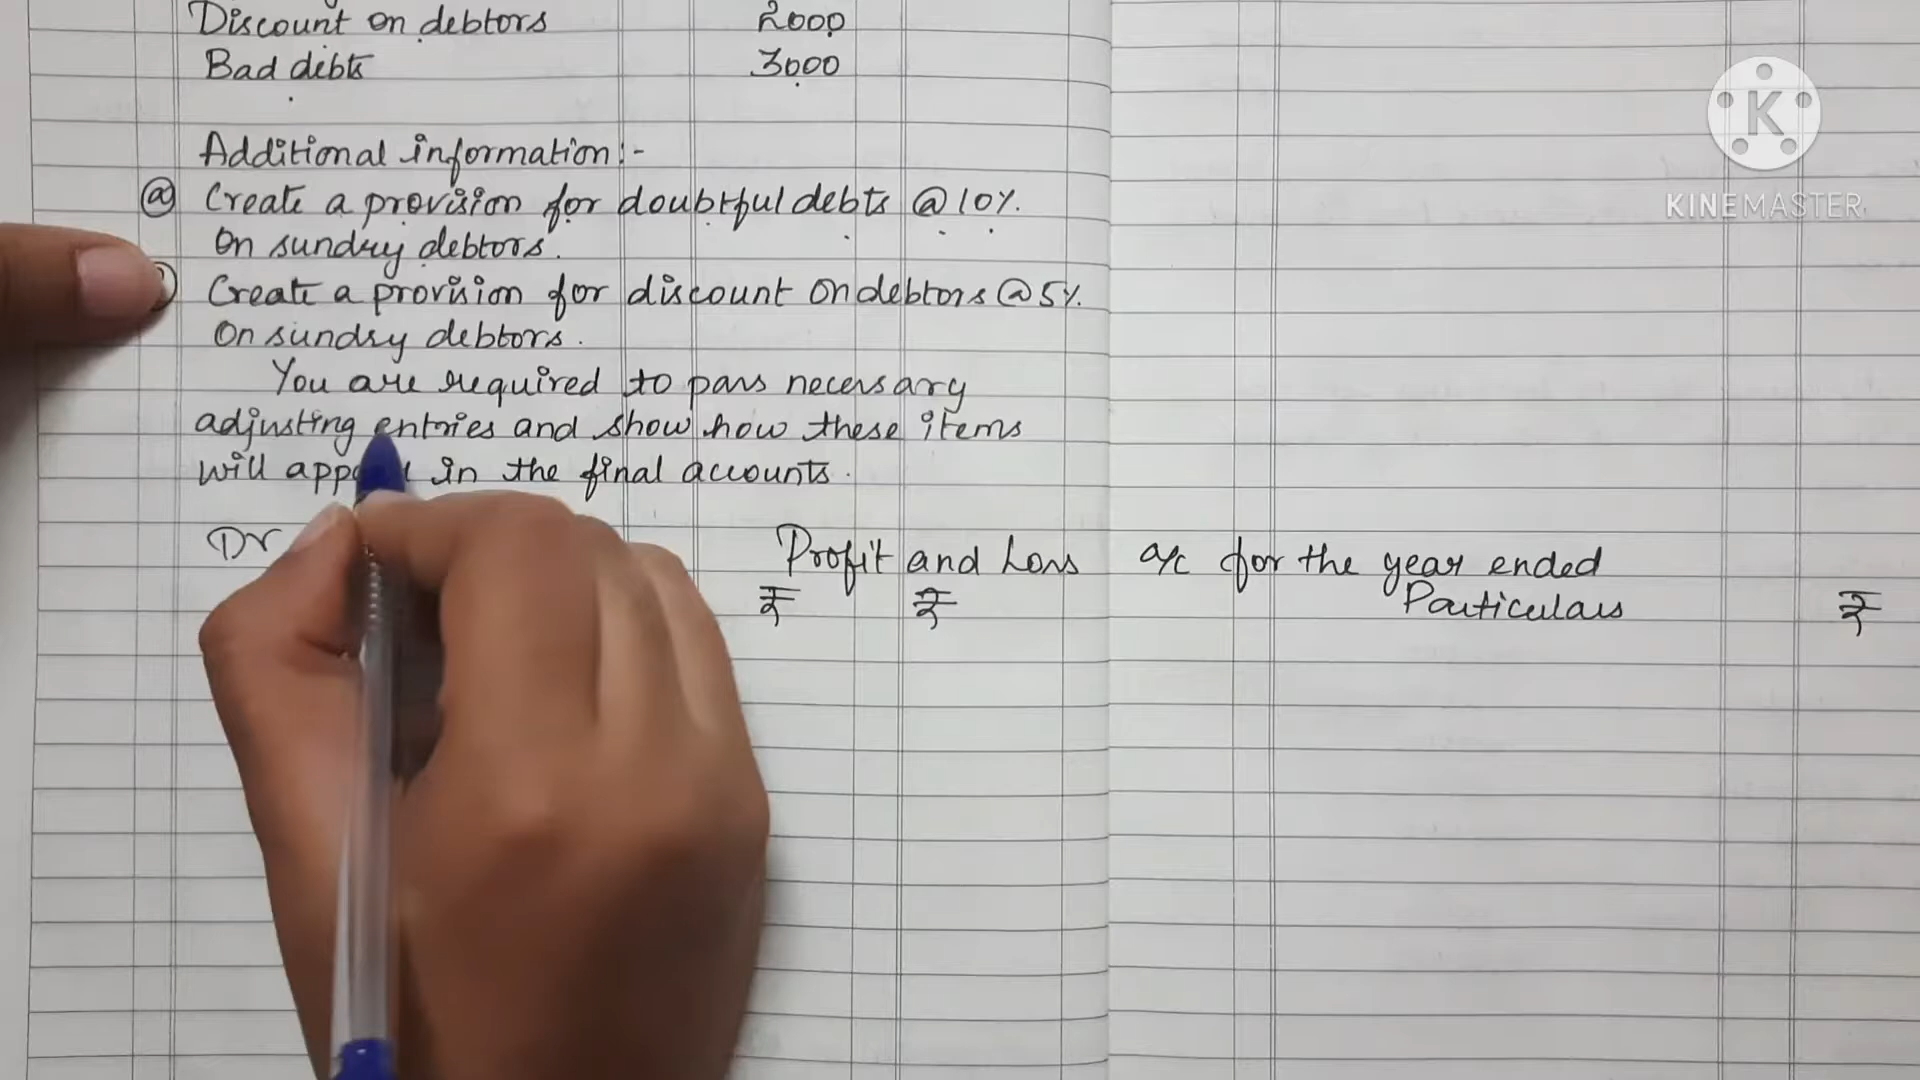 Discount on debtors 2000
Bad debts 3000
Additional information:-
(a) Create a provision for doubtful debts @ 10%.
On sundry debtors.
Create a provision for discount on debtors @ 5%.
On sundry debtors.
You are required to pass necessary
adjusting entries and show how these items
will in the final accounts.
Dr Profit and Loss a/c for the year ended
₹ ₹ Particulars ₹
K
KINEMASTER